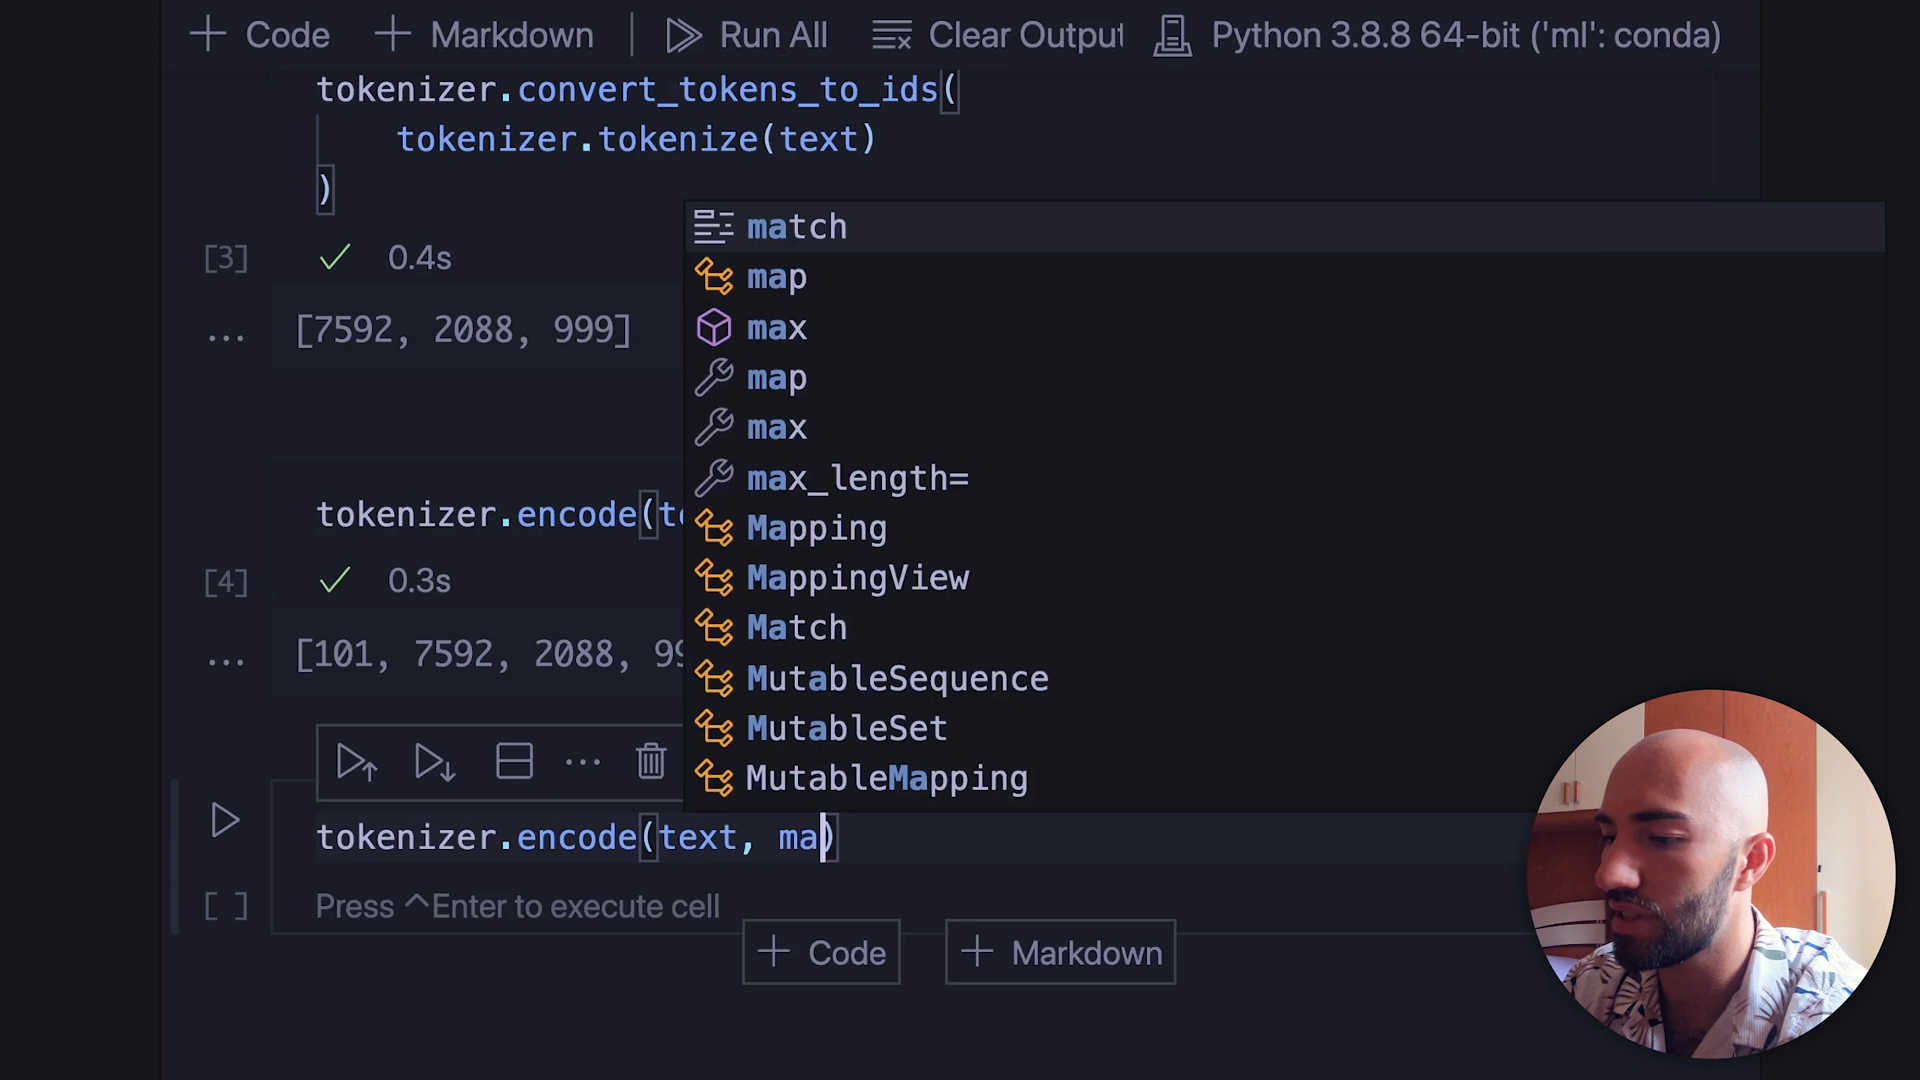 Code
Markdown
Run All
Clear Output
Python 3.8.8 64-bit ('ml': conda)
tokenizer.convert_tokens_to_ids(
tokenizer.tokenize(text)
)
[3]
0.4s
... [7592, 2088, 999]
tokenizer.encode(te
[4]
0.3s
... [101, 7592, 2088, 99
match
map
max
map
max
max_length=
Mapping
MappingView
Match
MutableSequence
MutableSet
MutableMapping
...
tokenizer.encode(text, ma)
[ ]
Press ^Enter to execute cell
Code
Markdown